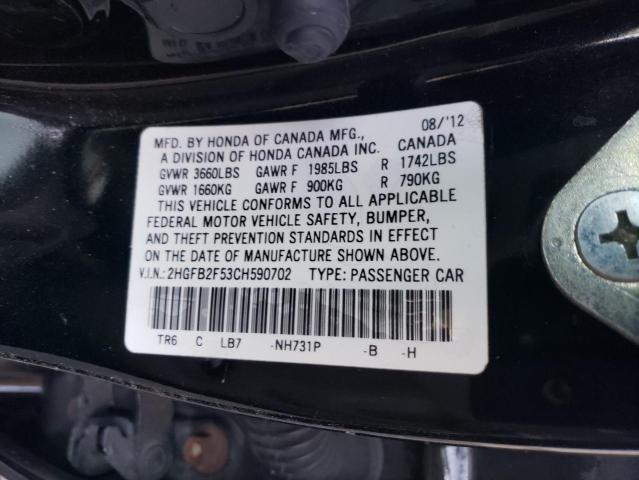 08/'12
MFD. BY HONDA OF CANADA MFG., CANADA
A DIVISION OF HONDA CANADA INC.
GVWR 3660LBS GAWR F 1985LBS R 1742LBS
GVWR 1660KG GAWR F 900KG R 790KG
THIS VEHICLE CONFORMS TO ALL APPLICABLE
FEDERAL MOTOR VEHICLE SAFETY, BUMPER,
AND THEFT PREVENTION STANDARDS IN EFFECT
ON THE DATE OF MANUFACTURE SHOWN ABOVE.
V.I.N.: 2HGFB2F53CH590702 TYPE: PASSENGER CAR
TR6 C LB7 -NH731P -B -H